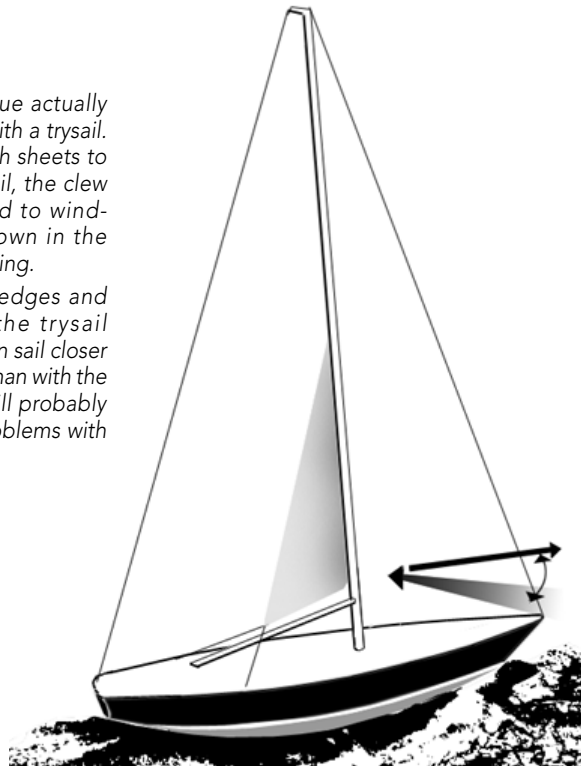 ue actually
ith a trysail.
h sheets to
il, the clew
d to wind-
own in the
ing.
edges and
the trysail
n sail closer
han with the
ll probably
oblems with